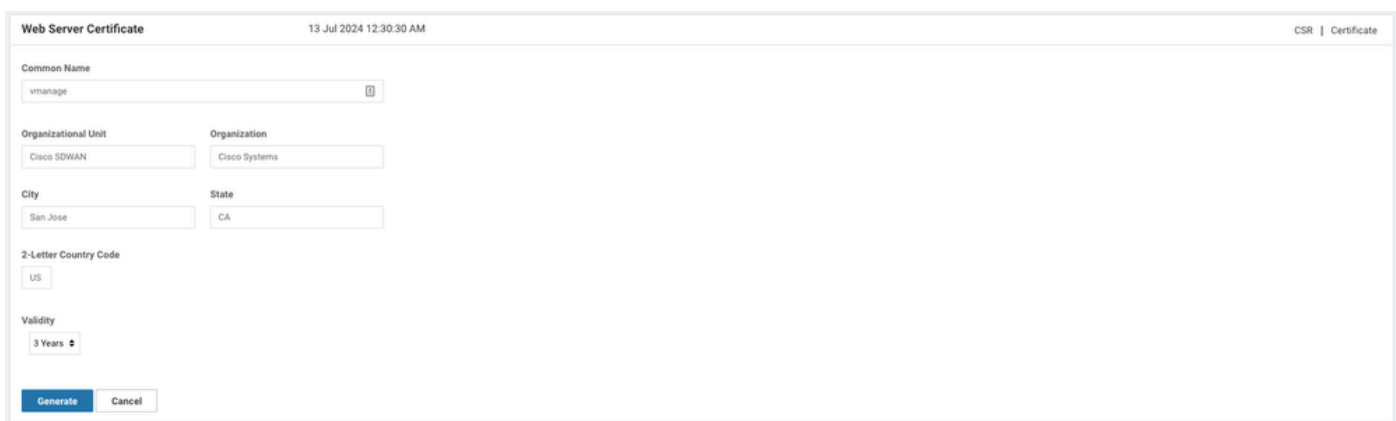 Web Server Certificate 13 Jul 2024 12:30:30 AM CSR | Certificate
Common Name
vmanage
Organizational Unit Organization
Cisco SDWAN Cisco Systems
City State
San Jose CA
2-Letter Country Code
US
Validity
3 Years
Generate Cancel